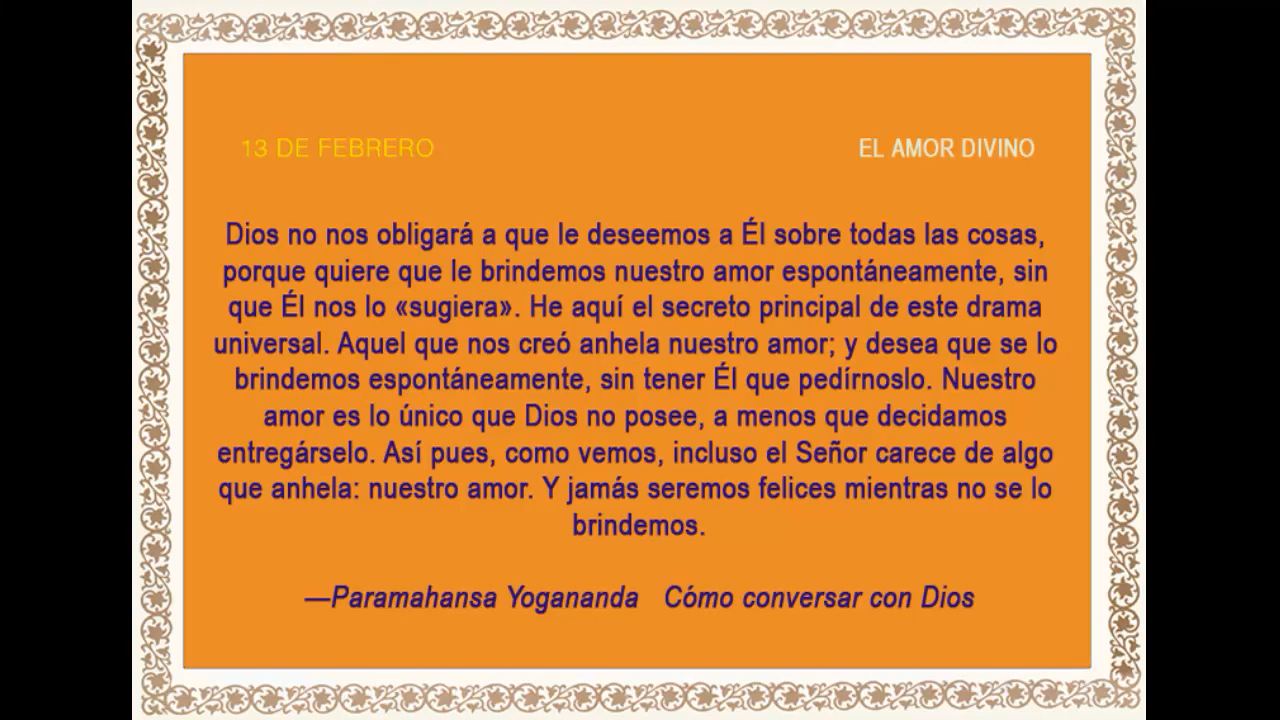 13 DE FEBRERO
EL AMOR DIVINO
Dios no nos obligará a que le deseemos a Él sobre todas las cosas,
porque quiere que le brindemos nuestro amor espontáneamente, sin
que Él nos lo «sugiera». He aquí el secreto principal de este drama
universal. Aquel que nos creó anhela nuestro amor; y desea que se lo
brindemos espontáneamente, sin tener Él que pedírnoslo. Nuestro
amor es lo único que Dios no posee, a menos que decidamos
entregárselo. Así pues, como vemos, incluso el Señor carece de algo
que anhela: nuestro amor. Y jamás seremos felices mientras no se lo
brindemos.
—Paramahansa Yogananda Cómo conversar con Dios